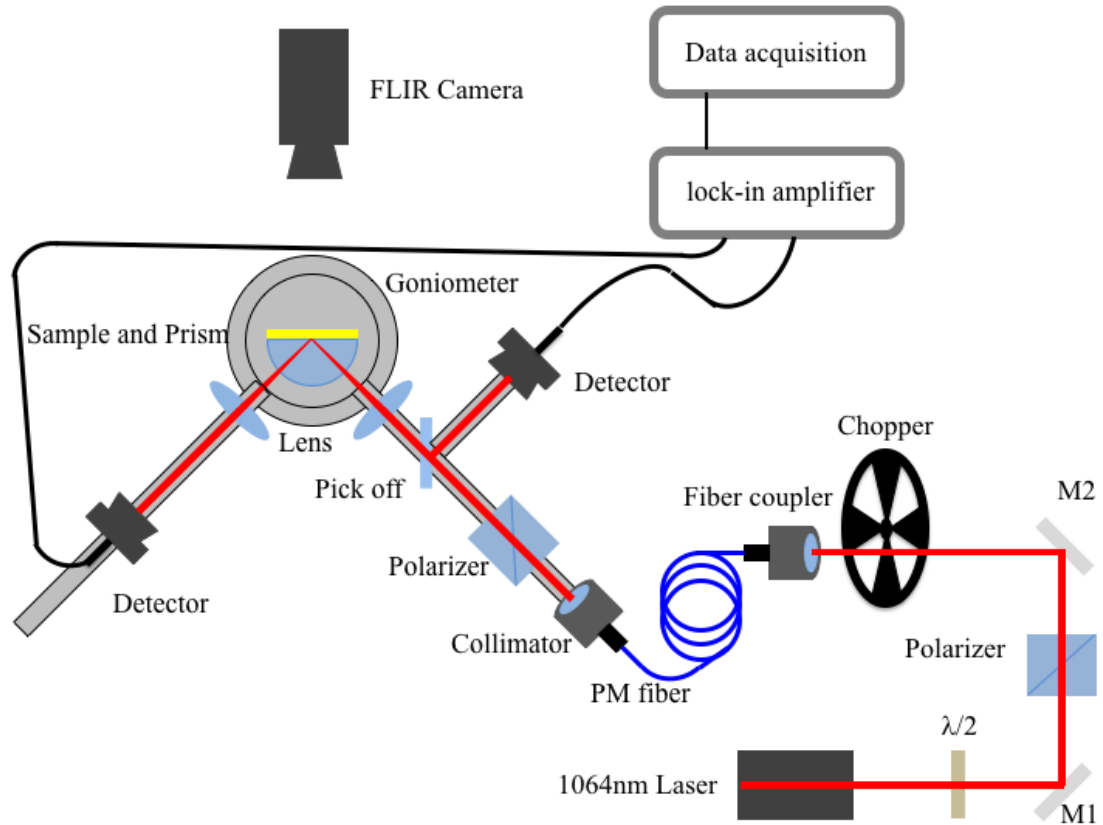 Data acquisition
FLIR Camera
lock-in amplifier
Goniometer
Sample and Prism
Detector
Chopper
Lens
Pick off
Fiber coupler
M2
Polarizer
Detector
Collimator
Polarizer
PM fiber
λ/2
1064nm Laser
M1